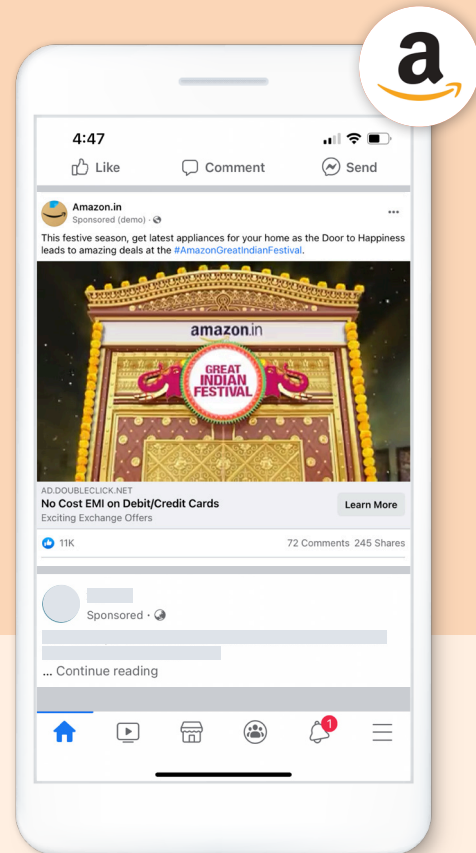 a
4:47
Like Comment Send
Amazon.in
Sponsored (demo) ·
This festive season, get latest appliances for your home as the Door to Happiness
leads to amazing deals at the #AmazonGreatIndianFestival.
amazon.in
GREAT
INDIAN
FESTIVAL
AD.DOUBLECLICK.NET
No Cost EMI on Debit/Credit Cards
Exciting Exchange Offers
Learn More
11K 72 Comments 245 Shares
Sponsored ·
... Continue reading
1